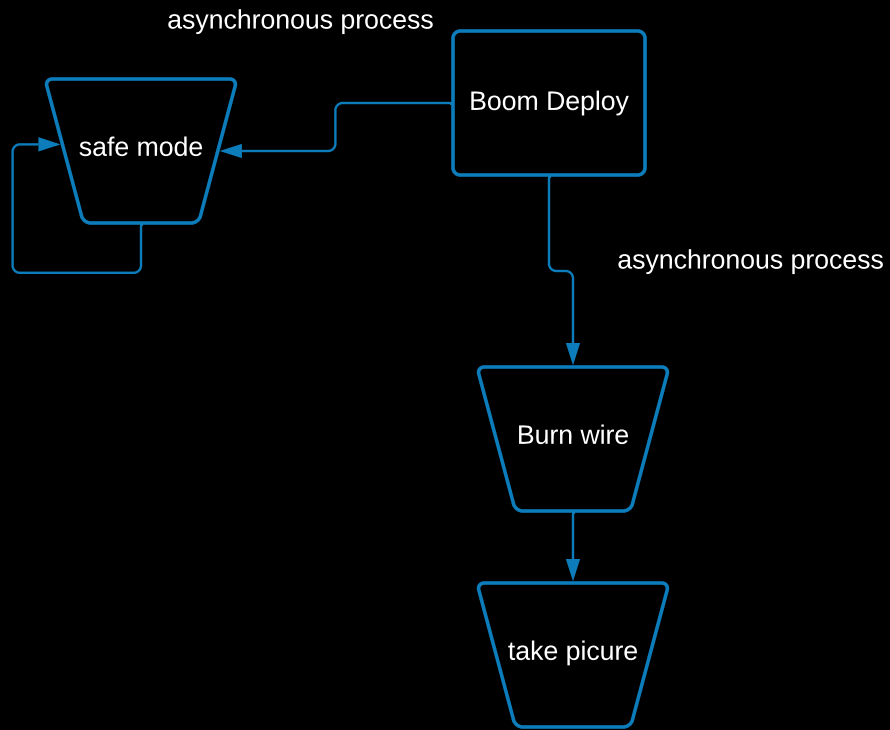 asynchronous process
Boom Deploy
safe mode
asynchronous process
Burn wire
take picure